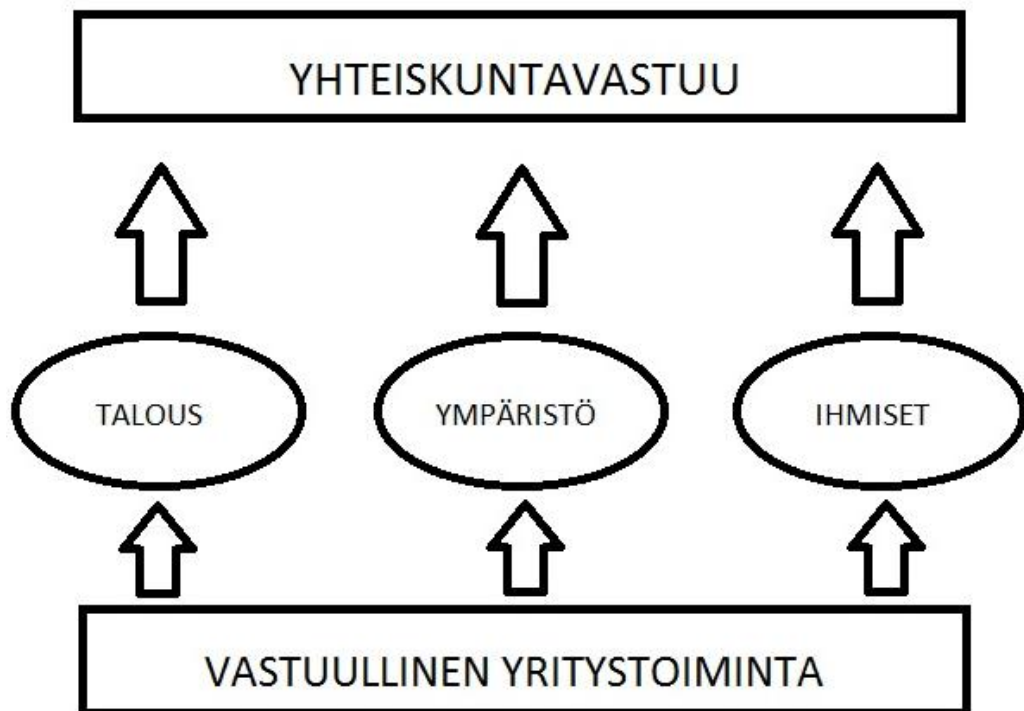 YHTEISKUNTAVASTUU
TALOUS
YMPÄRISTÖ
IHMISET
VASTUULLINEN YRITYSTOIMINTA